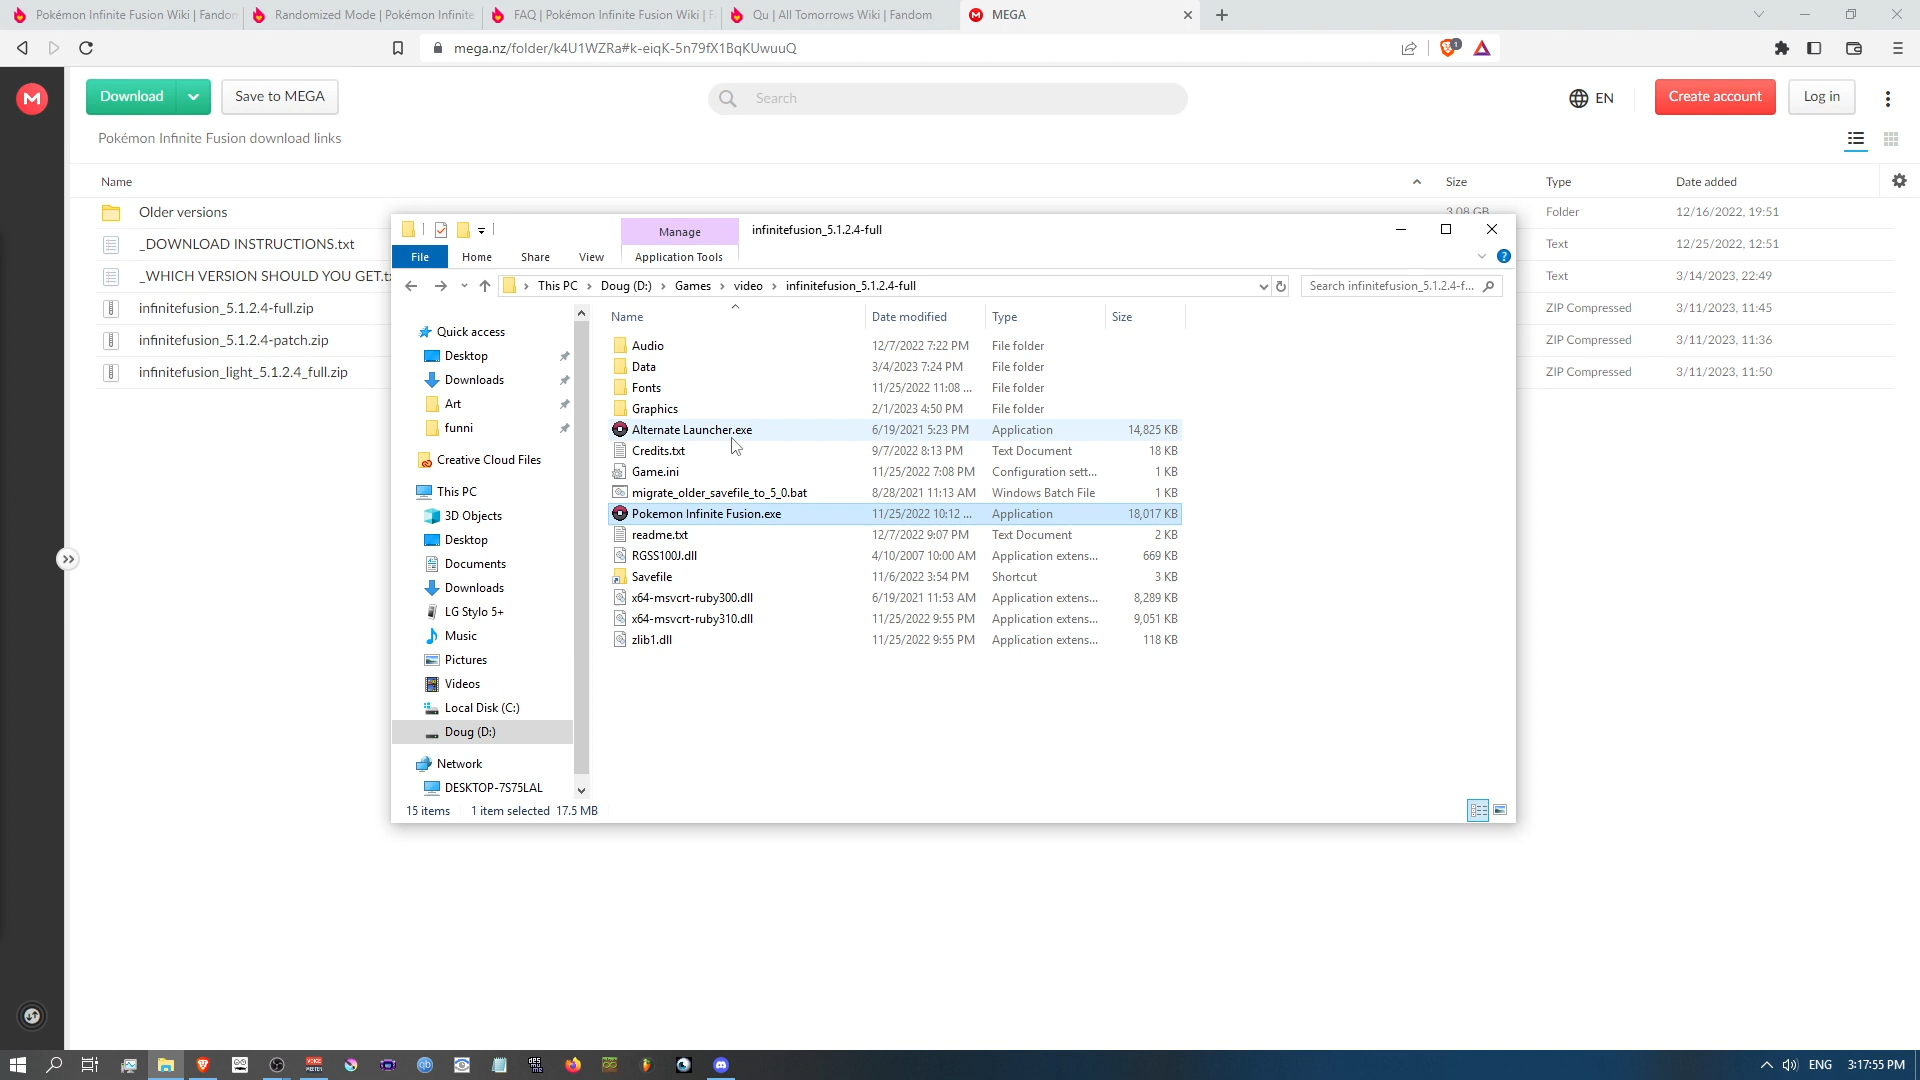 Pokémon Infinite Fusion Wiki | Fandom
Randomized Mode | Pokémon Infinite
FAQ | Pokémon Infinite Fusion Wiki | F
Qu | All Tomorrows Wiki | Fandom
MEGA
mega.nz/folder/k4U1WZRa#k-eiqK-5n79fX1BqKUwuuQ
1
M
Download
Save to MEGA
Search
EN
Create account
Log in
Pokémon Infinite Fusion download links
Name Size Type Date added
Older versions 3.08 GB Folder 12/16/2022, 19:51
_DOWNLOAD INSTRUCTIONS.txt Text 12/25/2022, 12:51
_WHICH VERSION SHOULD YOU GET.t Text 3/14/2023, 22:49
infinitefusion_5.1.2.4-full.zip ZIP Compressed 3/11/2023, 11:45
infinitefusion_5.1.2.4-patch.zip ZIP Compressed 3/11/2023, 11:36
infinitefusion_light_5.1.2.4_full.zip ZIP Compressed 3/11/2023, 11:50
Manage infinitefusion_5.1.2.4-full
File Home Share View Application Tools
This PC Doug (D:) Games video infinitefusion_5.1.2.4-full
Search infinitefusion_5.1.2.4-f...
Quick access
Desktop
Downloads
Art
funni
Creative Cloud Files
This PC
3D Objects
Desktop
Documents
Downloads
LG Stylo 5+
Music
Pictures
Videos
Local Disk (C:)
Doug (D:)
Network
DESKTOP-7S75LAL
Name Date modified Type Size
Audio 12/7/2022 7:22 PM File folder
Data 3/4/2023 7:24 PM File folder
Fonts 11/25/2022 11:08 ... File folder
Graphics 2/1/2023 4:50 PM File folder
Alternate Launcher.exe 6/19/2021 5:23 PM Application 14,825 KB
Credits.txt 9/7/2022 8:13 PM Text Document 18 KB
Game.ini 11/25/2022 7:08 PM Configuration sett... 1 KB
migrate_older_savefile_to_5_0.bat 8/28/2021 11:13 AM Windows Batch File 1 KB
Pokemon Infinite Fusion.exe 11/25/2022 10:12 ... Application 18,017 KB
readme.txt 12/7/2022 9:07 PM Text Document 2 KB
RGSS100J.dll 4/10/2007 10:00 AM Application extens... 669 KB
Savefile 11/6/2022 3:54 PM Shortcut 3 KB
x64-msvcrt-ruby300.dll 6/19/2021 11:53 AM Application extens... 8,289 KB
x64-msvcrt-ruby310.dll 11/25/2022 9:55 PM Application extens... 9,051 KB
zlib1.dll 11/25/2022 9:55 PM Application extens... 118 KB
15 items 1 item selected 17.5 MB
ENG 3:17:55 PM